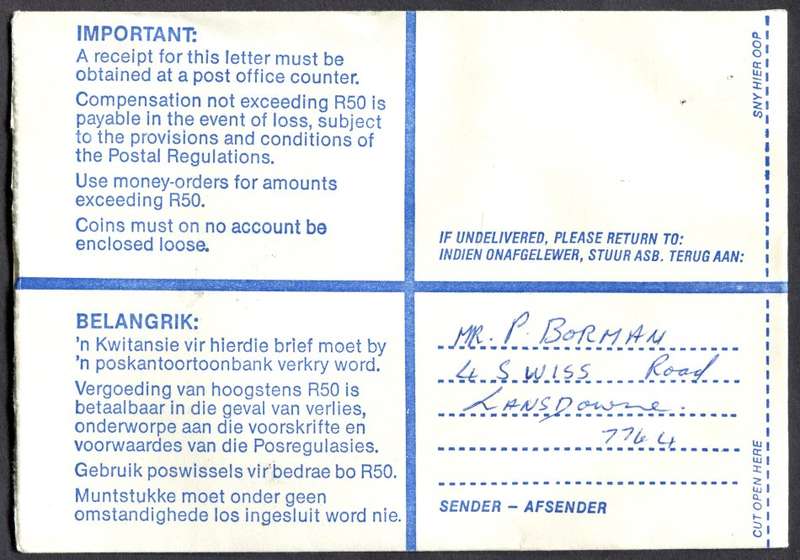 IMPORTANT:
A receipt for this letter must be
obtained at a post office counter.
Compensation not exceeding R50 is
payable in the event of loss, subject
to the provisions and conditions of
the Postal Regulations.
Use money-orders for amounts
exceeding R50.
Coins must on no account be
enclosed loose.
SNY HIER OOP
IF UNDELIVERED, PLEASE RETURN TO:
INDIEN ONAFGELEWER, STUUR ASB. TERUG AAN:
BELANGRIK:
'n Kwitansie vir hierdie brief moet by
'n poskantoortoonbank verkry word.
Vergoeding van hoogstens R50 is
betaalbaar in die geval van verlies,
onderworpe aan die voorskrifte en
voorwaardes van die Posregulasies.
Gebruik poswissels vir bedrae bo R50.
Muntstukke moet onder geen
omstandighede los ingesluit word nie.
MR. P. BORMAN
4 SWISS Road
LANSDowne.
7764
SENDER – AFSENDER
CUT OPEN HERE